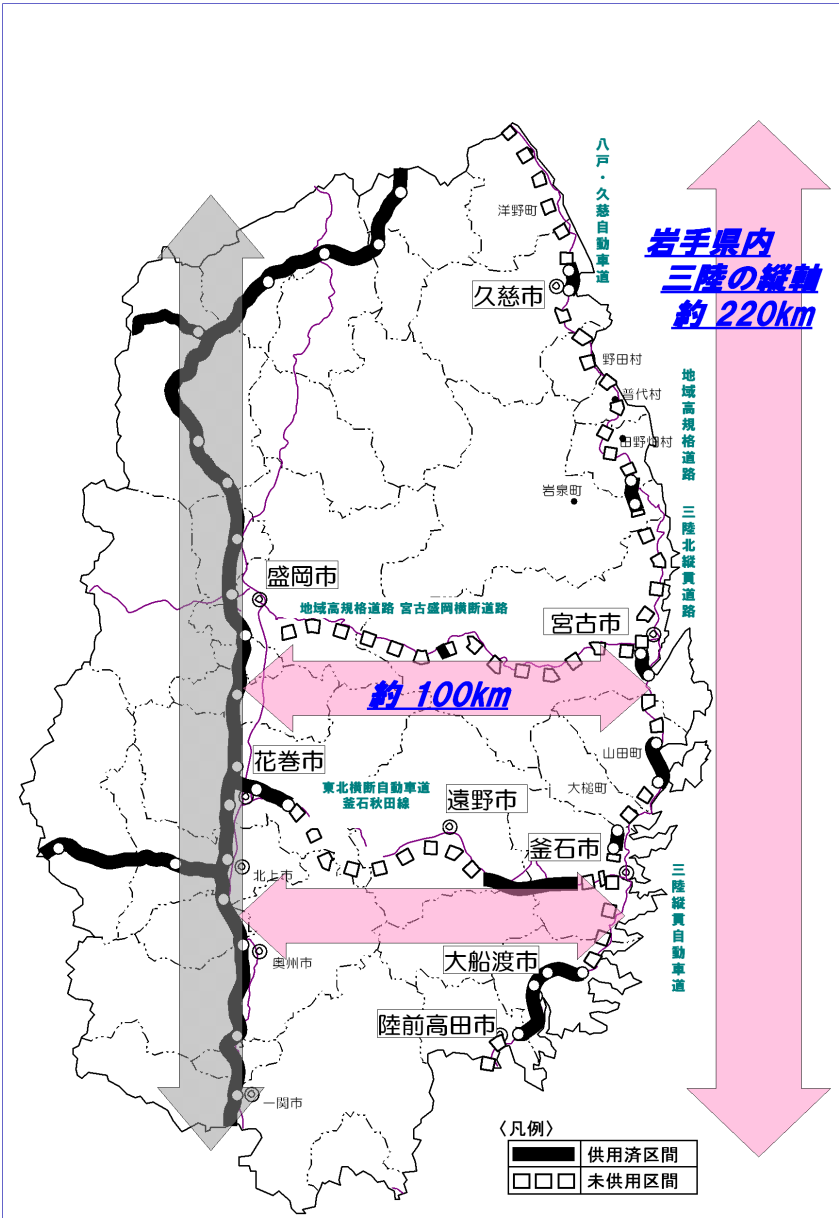 八戸・久慈自動車道
洋野町
岩手県内
三陸の縦軸
約 220km
久慈市
野田村
普代村
地域高規格道路 三陸北縦貫道路
田野畑村
岩泉町
盛岡市
地域高規格道路 宮古盛岡横断道路
宮古市
約 100km
山田町
花巻市
東北横断自動車道
釜石秋田線
大槌町
遠野市
釜石市
北上市
三陸縦貫自動車道
奥州市
大船渡市
陸前高田市
一関市
〈凡例〉
供用済区間
未供用区間